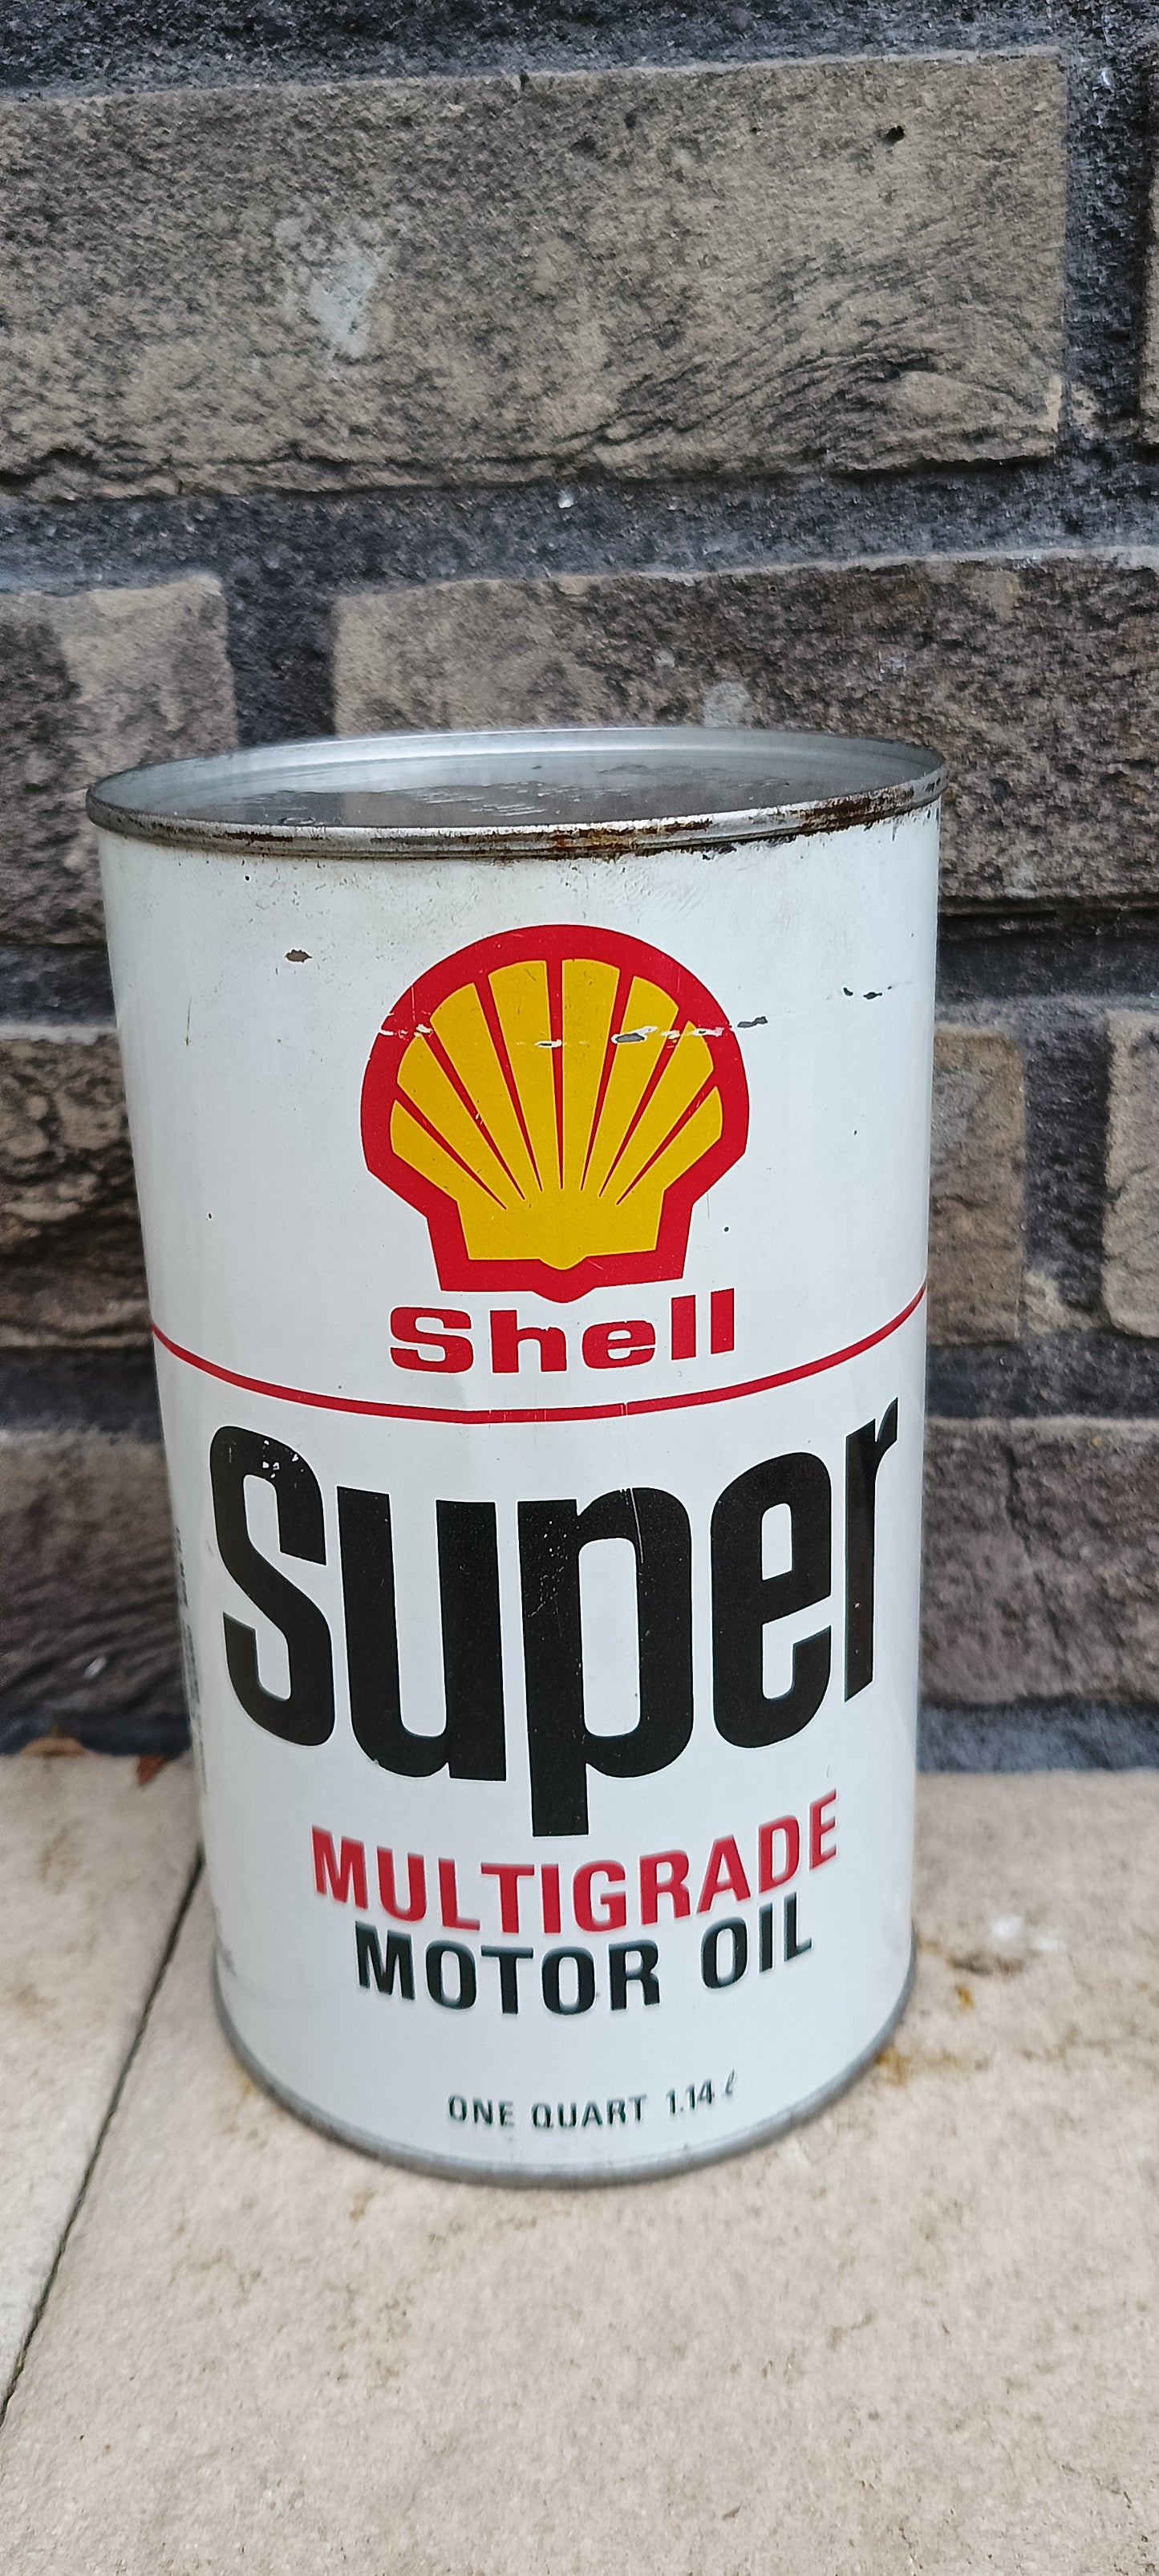 Shell
Super
MULTIGRADE
MOTOR OIL
ONE QUART 1.14 ℓ